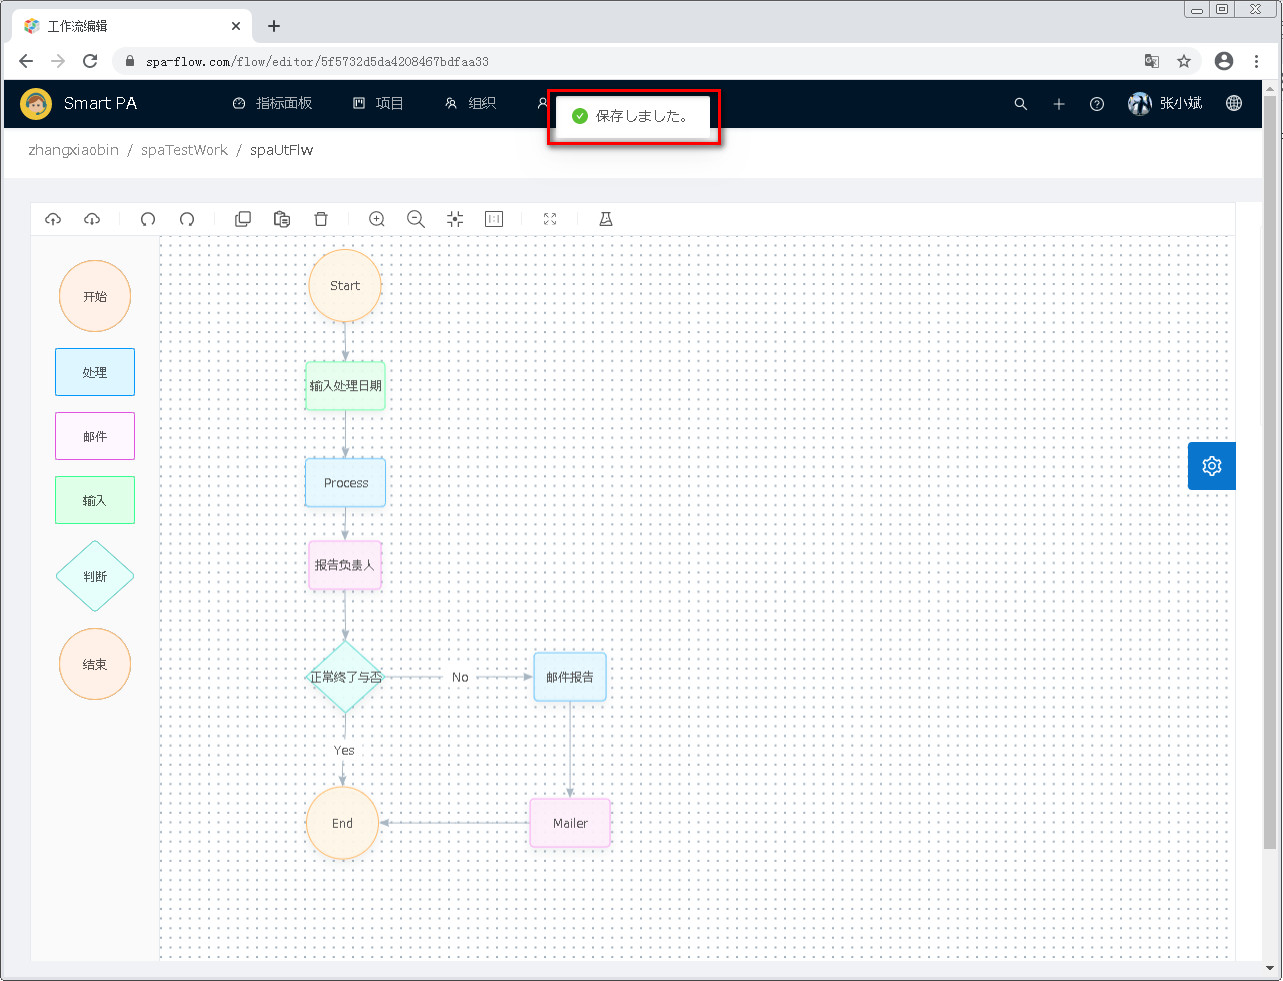 工作流编辑
spa-flow.com/flow/editor/5f5732d5da4208467bdfaa33
Smart PA
指标面板
项目
组织
保存しました。
张小斌
zhangxiaobin / spaTestWork / spaUtFlw
开始
处理
邮件
输入
判断
结束
Start
输入处理日期
Process
报告负责人
正常终了与否
No
邮件报告
Yes
End
Mailer